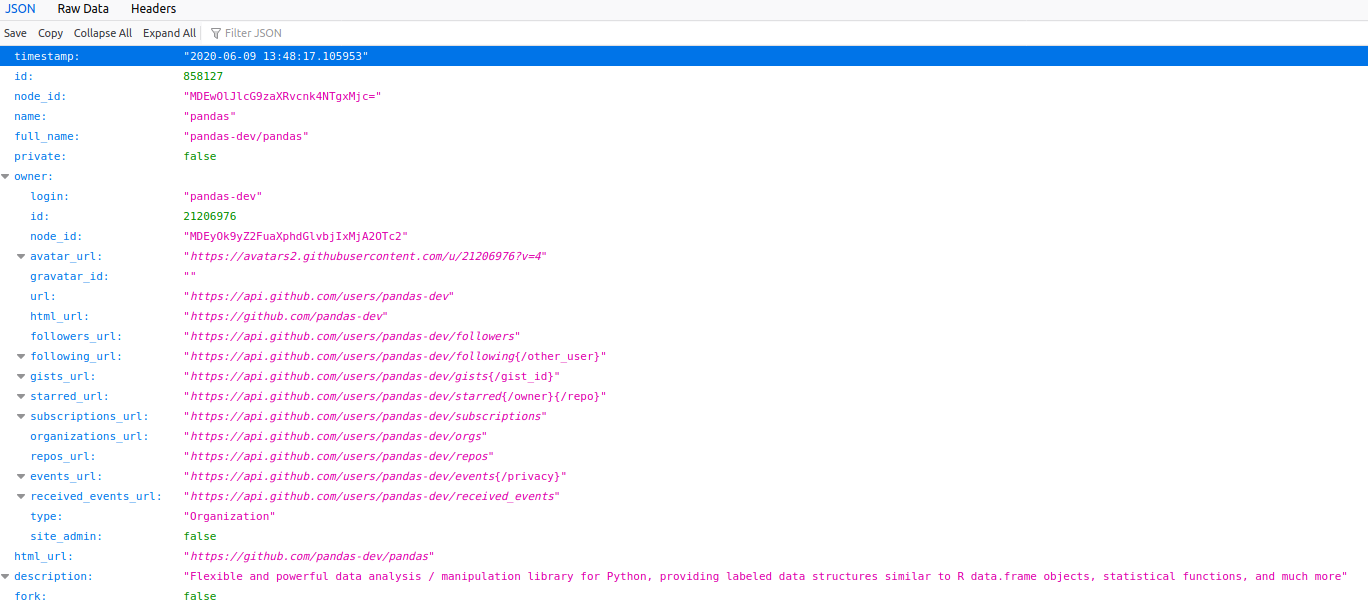 JSON Raw Data Headers
Save Copy Collapse All Expand All Filter JSON
timestamp: "2020-06-09 13:48:17.105953"
id: 858127
node_id: "MDEwOlJlcG9zaXRvcnk4NTgxMjc="
name: "pandas"
full_name: "pandas-dev/pandas"
private: false
owner:
login: "pandas-dev"
id: 21206976
node_id: "MDEyOk9yZ2FuaXphdGlvbjIxMjA2OTc2"
avatar_url: "https://avatars2.githubusercontent.com/u/21206976?v=4"
gravatar_id: ""
url: "https://api.github.com/users/pandas-dev"
html_url: "https://github.com/pandas-dev"
followers_url: "https://api.github.com/users/pandas-dev/followers"
following_url: "https://api.github.com/users/pandas-dev/following{/other_user}"
gists_url: "https://api.github.com/users/pandas-dev/gists{/gist_id}"
starred_url: "https://api.github.com/users/pandas-dev/starred{/owner}{/repo}"
subscriptions_url: "https://api.github.com/users/pandas-dev/subscriptions"
organizations_url: "https://api.github.com/users/pandas-dev/orgs"
repos_url: "https://api.github.com/users/pandas-dev/repos"
events_url: "https://api.github.com/users/pandas-dev/events{/privacy}"
received_events_url: "https://api.github.com/users/pandas-dev/received_events"
type: "Organization"
site_admin: false
html_url: "https://github.com/pandas-dev/pandas"
description: "Flexible and powerful data analysis / manipulation library for Python, providing labeled data structures similar to R data.frame objects, statistical functions, and much more"
fork: false